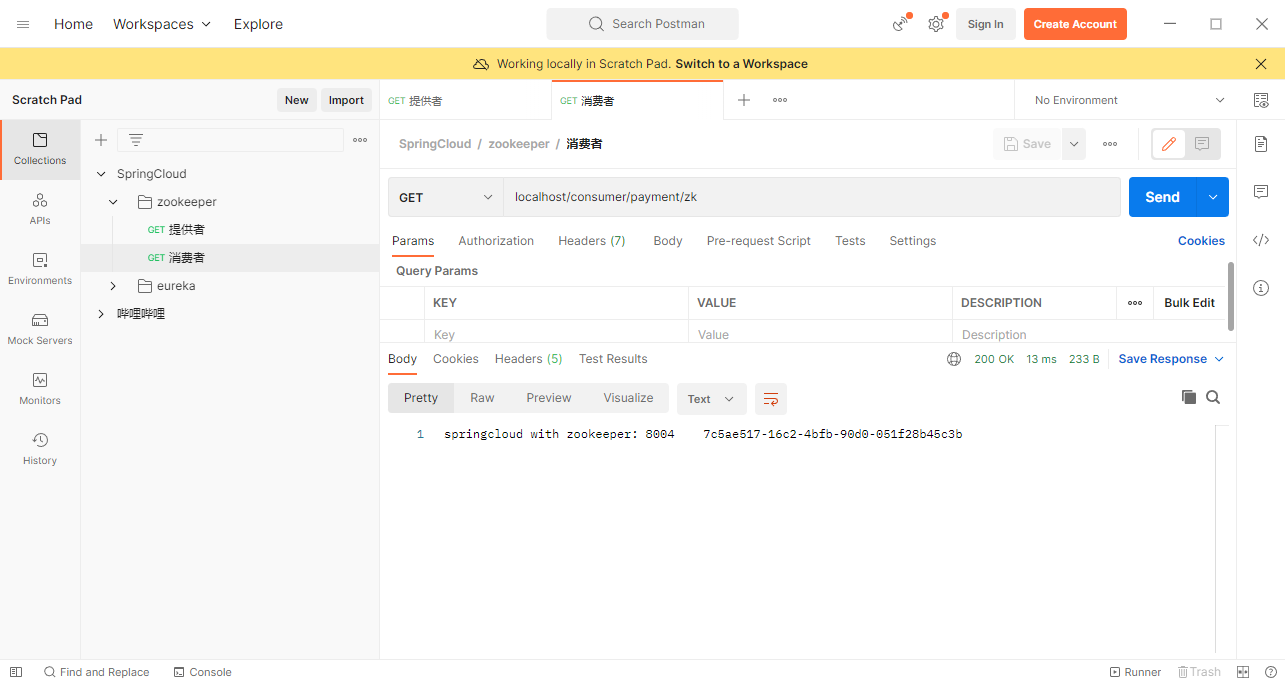 Home Workspaces Explore Search Postman Sign In Create Account
Working locally in Scratch Pad. Switch to a Workspace
Scratch Pad New Import GET 提供者 GET 消费者 No Environment
Collections
APIs
Environments
Mock Servers
Monitors
History
SpringCloud
zookeeper
GET 提供者
GET 消费者
eureka
哔哩哔哩
SpringCloud / zookeeper / 消费者 Save
GET localhost/consumer/payment/zk Send
Params Authorization Headers (7) Body Pre-request Script Tests Settings Cookies
Query Params
KEY VALUE DESCRIPTION Bulk Edit
Key Value Description
Body Cookies Headers (5) Test Results 200 OK 13 ms 233 B Save Response
Pretty Raw Preview Visualize Text
1 springcloud with zookeeper: 8004 7c5ae517-16c2-4bfb-90d0-051f28b45c3b
Find and Replace Console Runner Trash